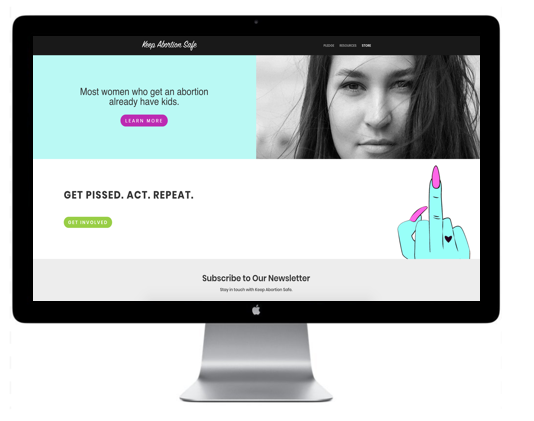 Keep Abortion Safe
PLEDGE RESOURCES STORE
Most women who get an abortion
already have kids.
LEARN MORE
GET PISSED. ACT. REPEAT.
GET INVOLVED
Subscribe to Our Newsletter
Stay in touch with Keep Abortion Safe.